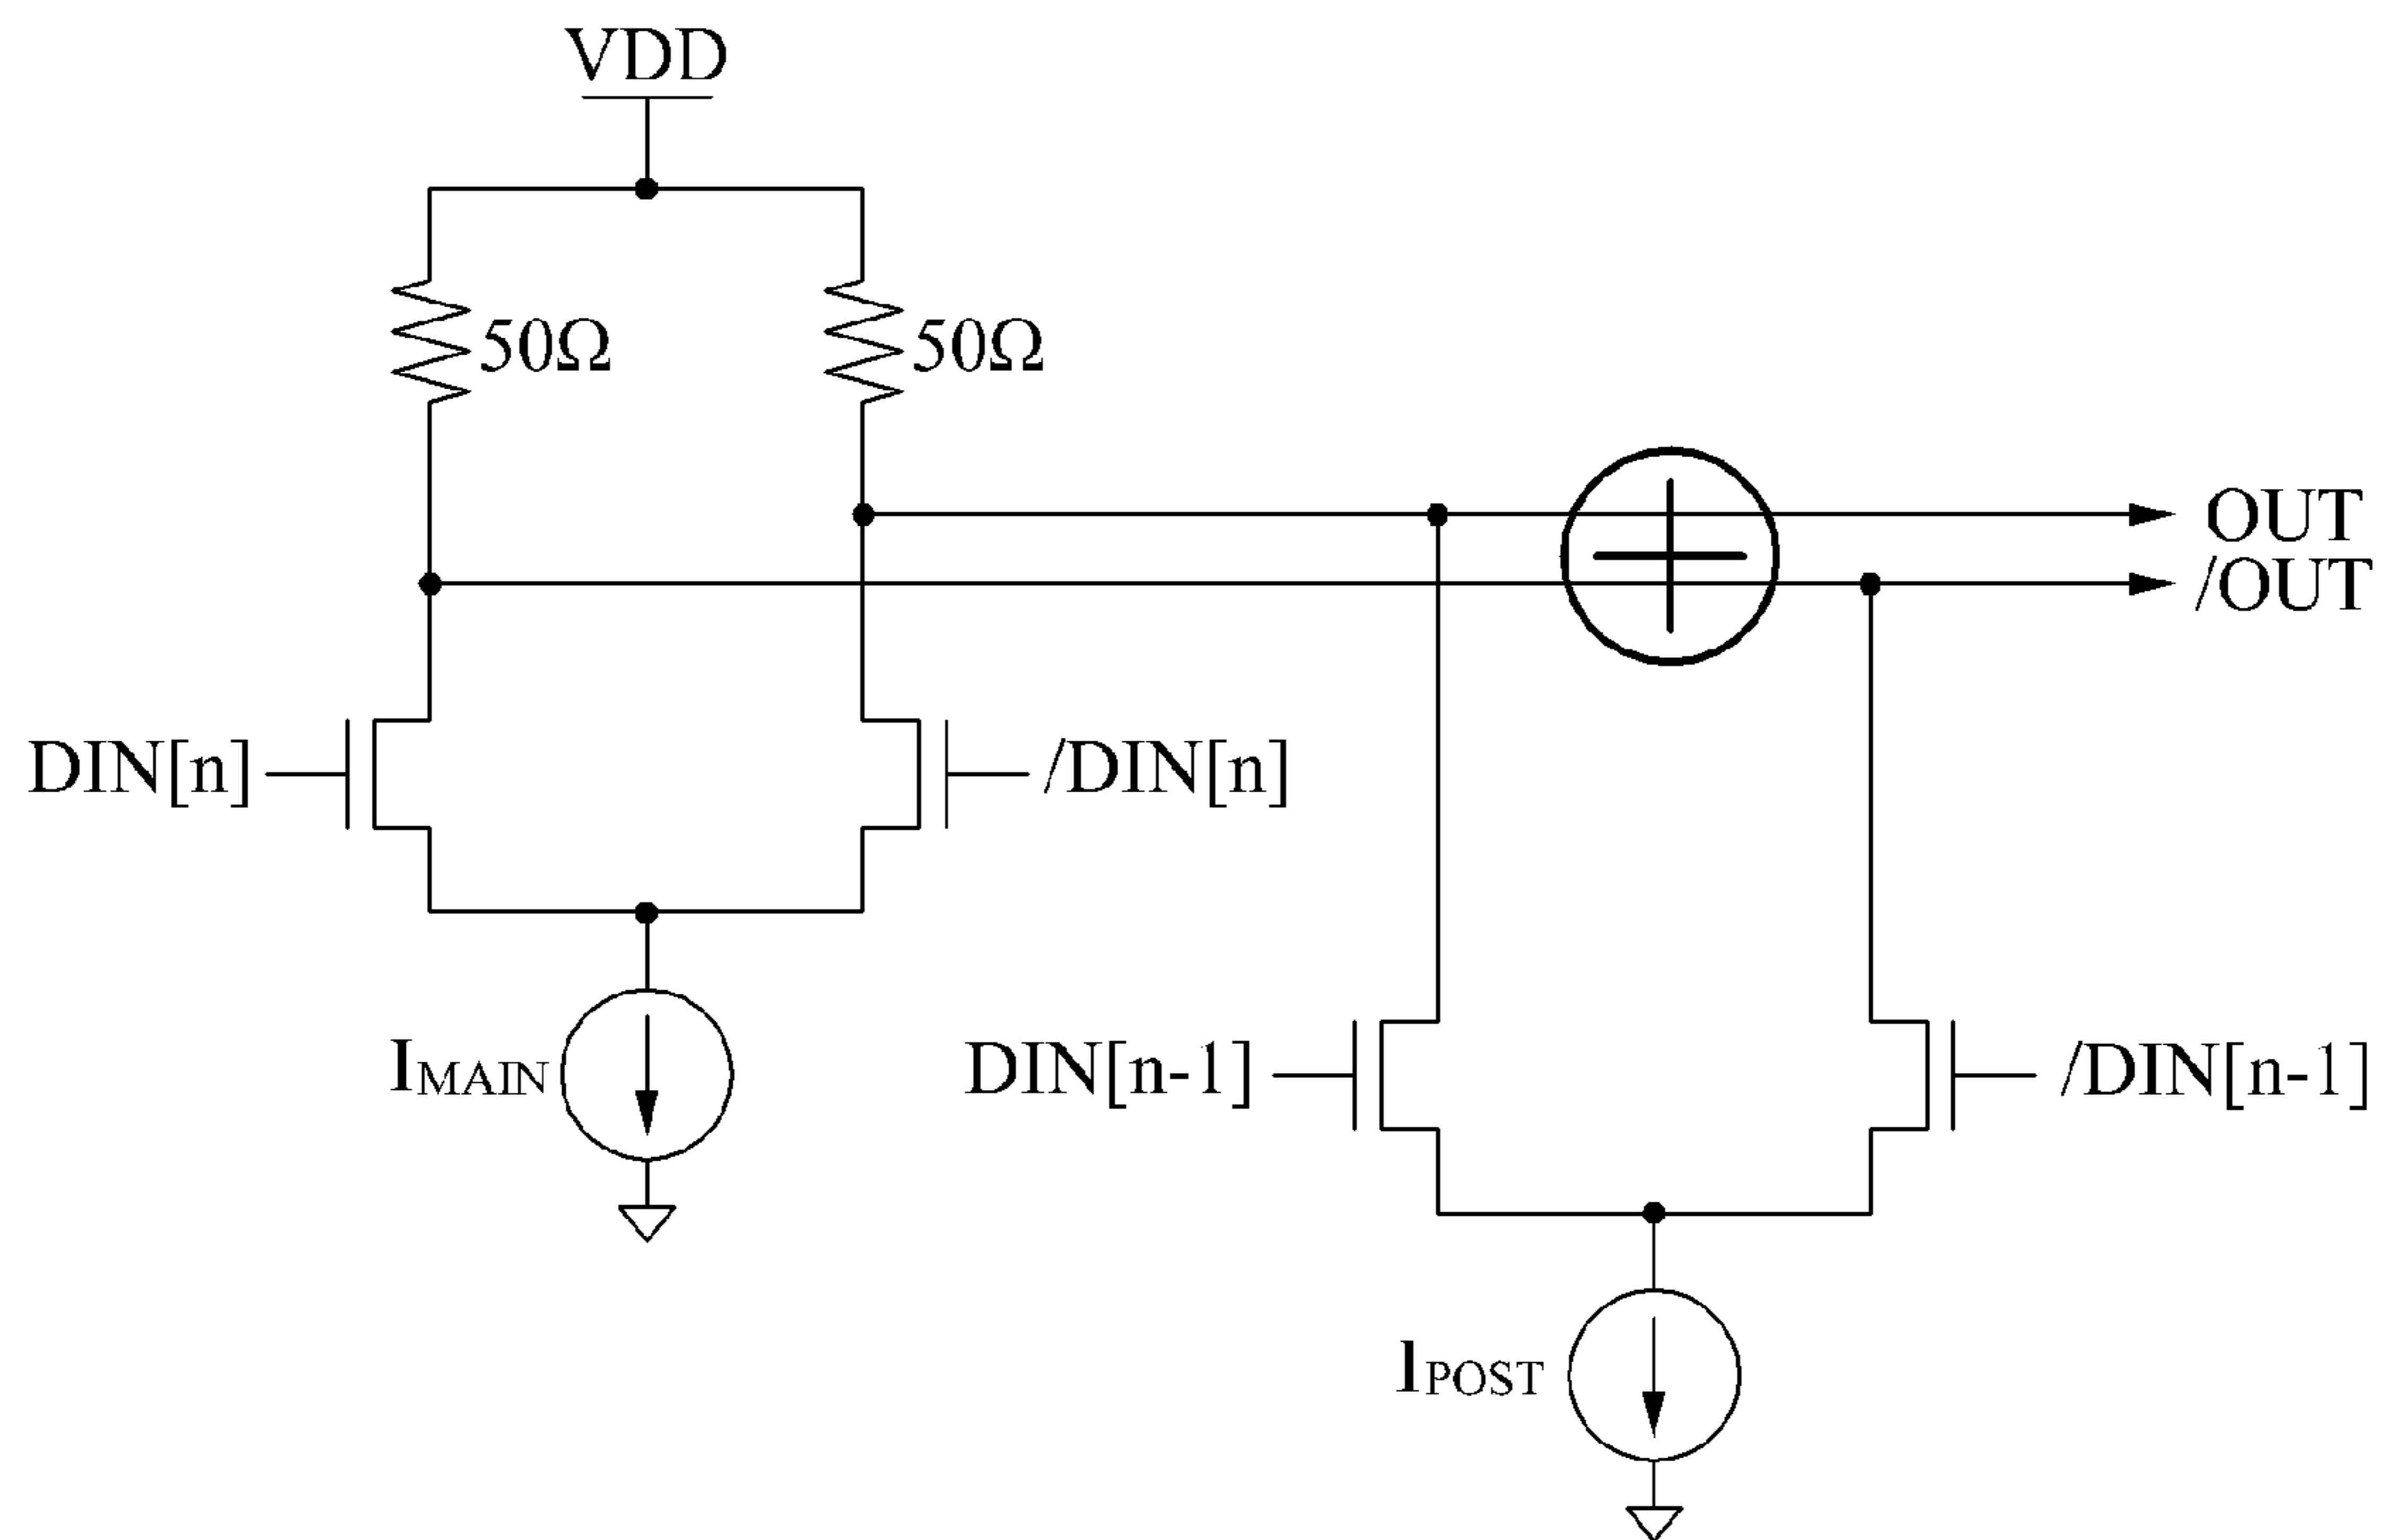 VDD
50Ω
50Ω
OUT
/OUT
DIN[n]
/DIN[n]
IMAIN
DIN[n-1]
/DIN[n-1]
IPOST